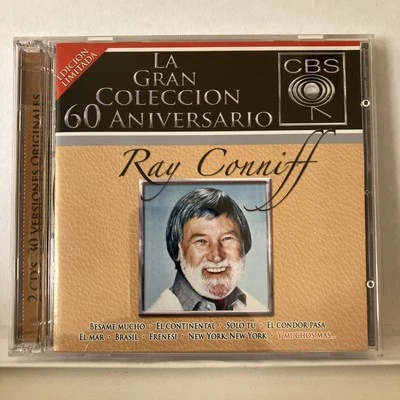 EDICION
LIMITADA
LA
GRAN
COLECCION
60 ANIVERSARIO
CBS
Ray Conniff
BESAME MUCHO · EL CONTINENTAL · SOLO TU · EL CONDOR PASA
EL MAR · BRASIL · FRENESI · NEW YORK, NEW YORK · Y MUCHOS MAS...
2 CD'S 30 VERSIONES ORIGINALES